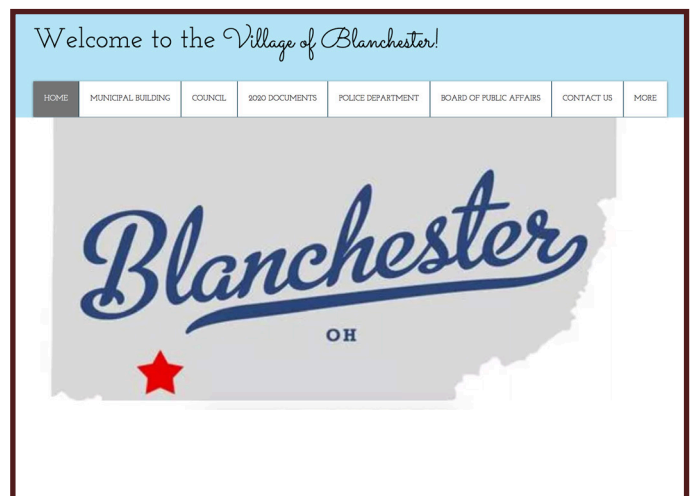 Welcome to the Village of Blanchester!
HOME MUNICIPAL BUILDING COUNCIL 2020 DOCUMENTS POLICE DEPARTMENT BOARD OF PUBLIC AFFAIRS CONTACT US MORE
Blanchester
OH